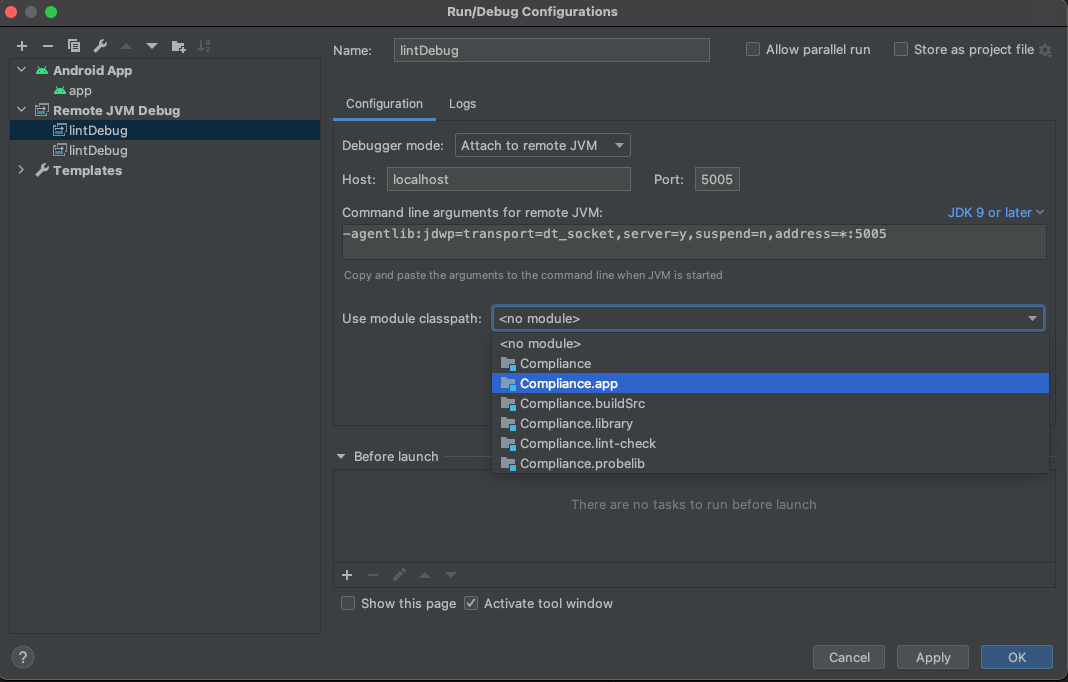 Run/Debug Configurations
Name: lintDebug Allow parallel run Store as project file
Android App
app
Remote JVM Debug
lintDebug
lintDebug
Templates
Configuration Logs
Debugger mode: Attach to remote JVM
Host: localhost Port: 5005
Command line arguments for remote JVM: JDK 9 or later
-agentlib:jdwp=transport=dt_socket,server=y,suspend=n,address=*:5005
Copy and paste the arguments to the command line when JVM is started
Use module classpath: <no module>
<no module>
Compliance
Compliance.app
Compliance.buildSrc
Compliance.library
Compliance.lint-check
Compliance.probelib
Before launch
There are no tasks to run before launch
Show this page Activate tool window
? Cancel Apply OK